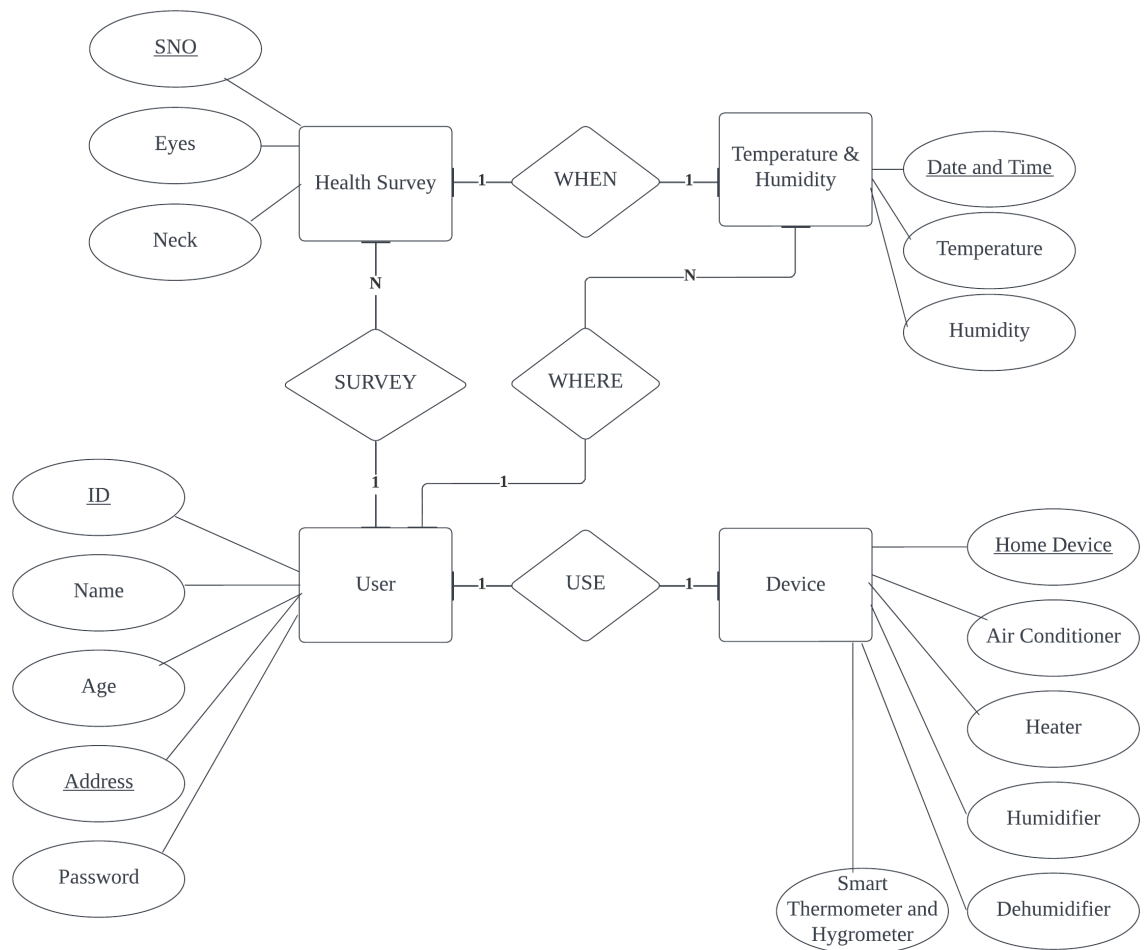 SNO
Eyes
Neck
Health Survey
1
WHEN
1
Temperature &
Humidity
Date and Time
Temperature
Humidity
N
N
SURVEY
WHERE
1
1
ID
Name
Age
Address
Password
User
1
USE
1
Device
Home Device
Air Conditioner
Heater
Humidifier
Dehumidifier
Smart
Thermometer and
Hygrometer